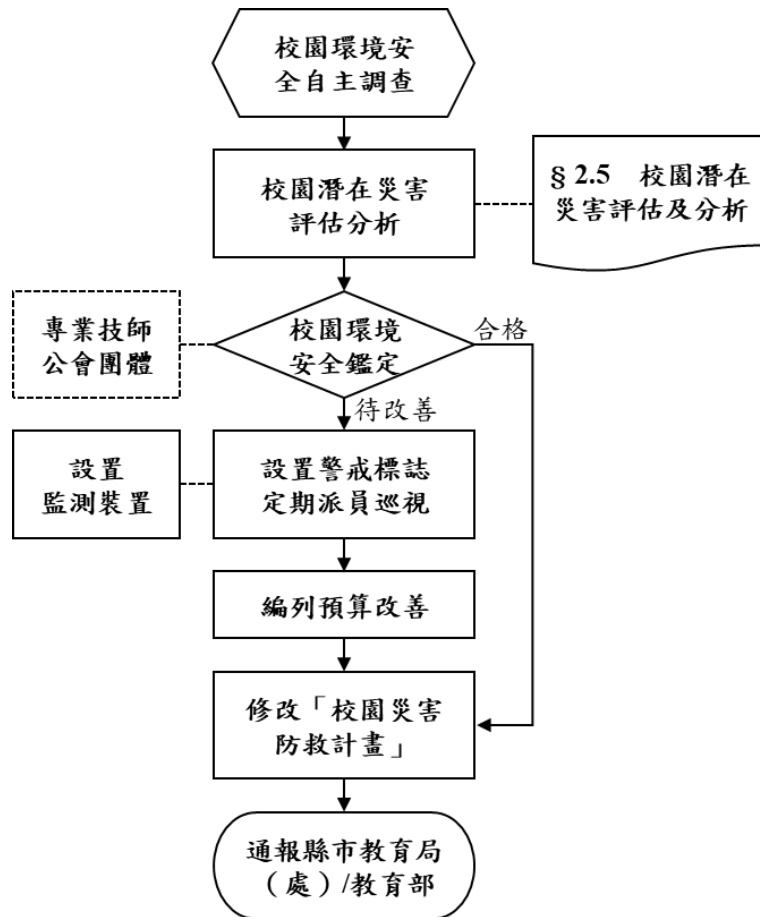 校園環境安
全自主調查
校園潛在災害
評估分析
§ 2.5 校園潛在
災害評估及分析
專業技師
公會團體
校園環境
安全鑑定
合格
待改善
設置
監測裝置
設置警戒標誌
定期派員巡視
編列預算改善
修改「校園災害
防救計畫」
通報縣市教育局
（處）/教育部